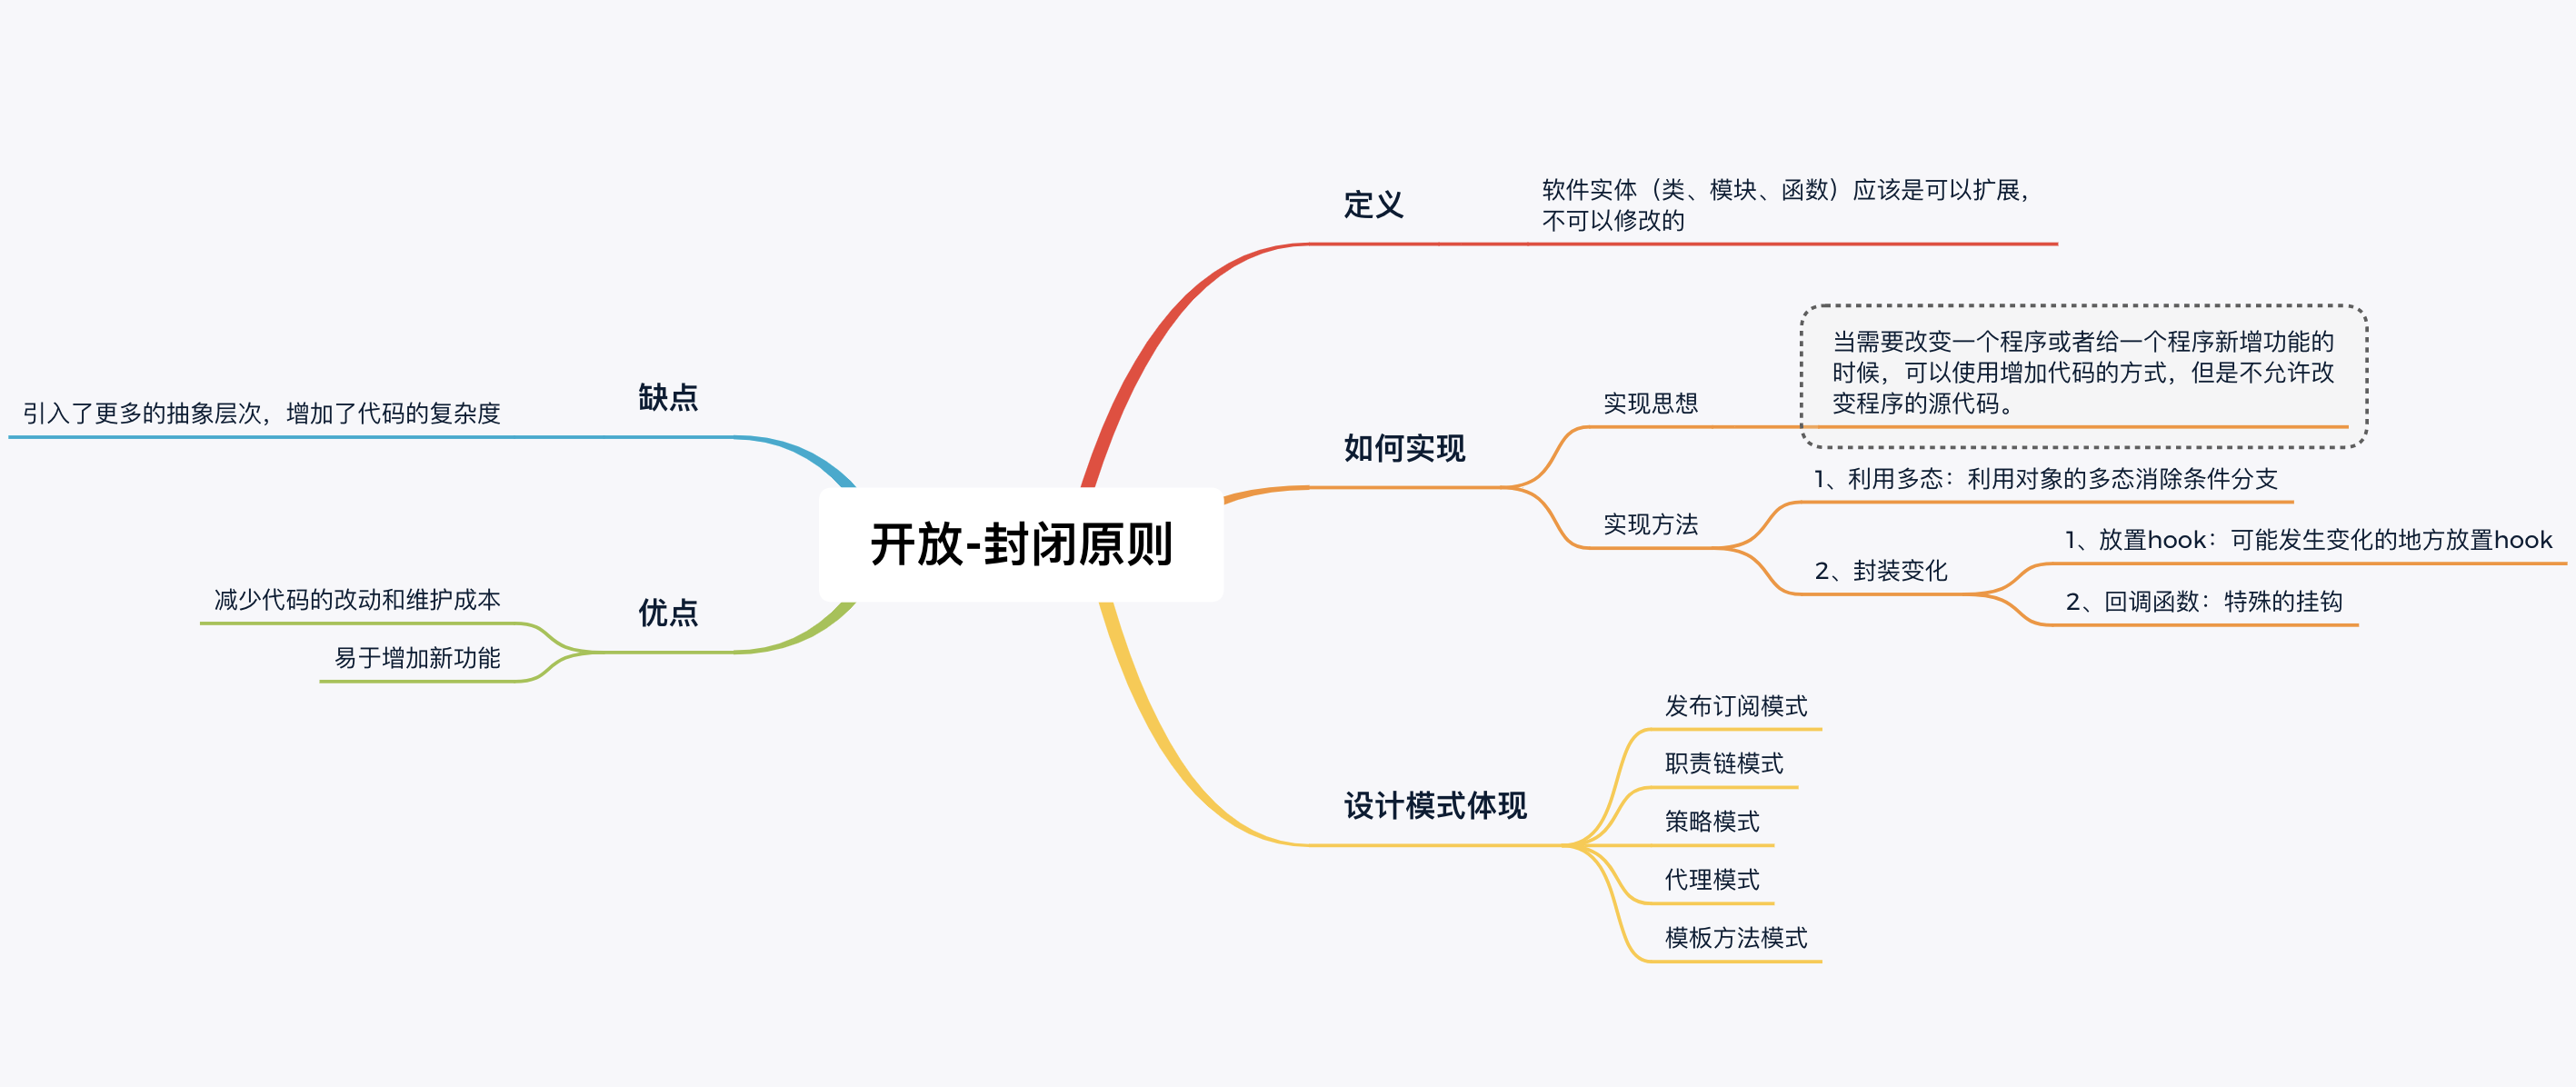 开放-封闭原则
定义
软件实体（类、模块、函数）应该是可以扩展，
不可以修改的
如何实现
实现思想
当需要改变一个程序或者给一个程序新增功能的
时候，可以使用增加代码的方式，但是不允许改
变程序的源代码。
实现方法
1、利用多态：利用对象的多态消除条件分支
2、封装变化
1、放置hook：可能发生变化的地方放置hook
2、回调函数：特殊的挂钩
设计模式体现
发布订阅模式
职责链模式
策略模式
代理模式
模板方法模式
缺点
引入了更多的抽象层次，增加了代码的复杂度
优点
减少代码的改动和维护成本
易于增加新功能